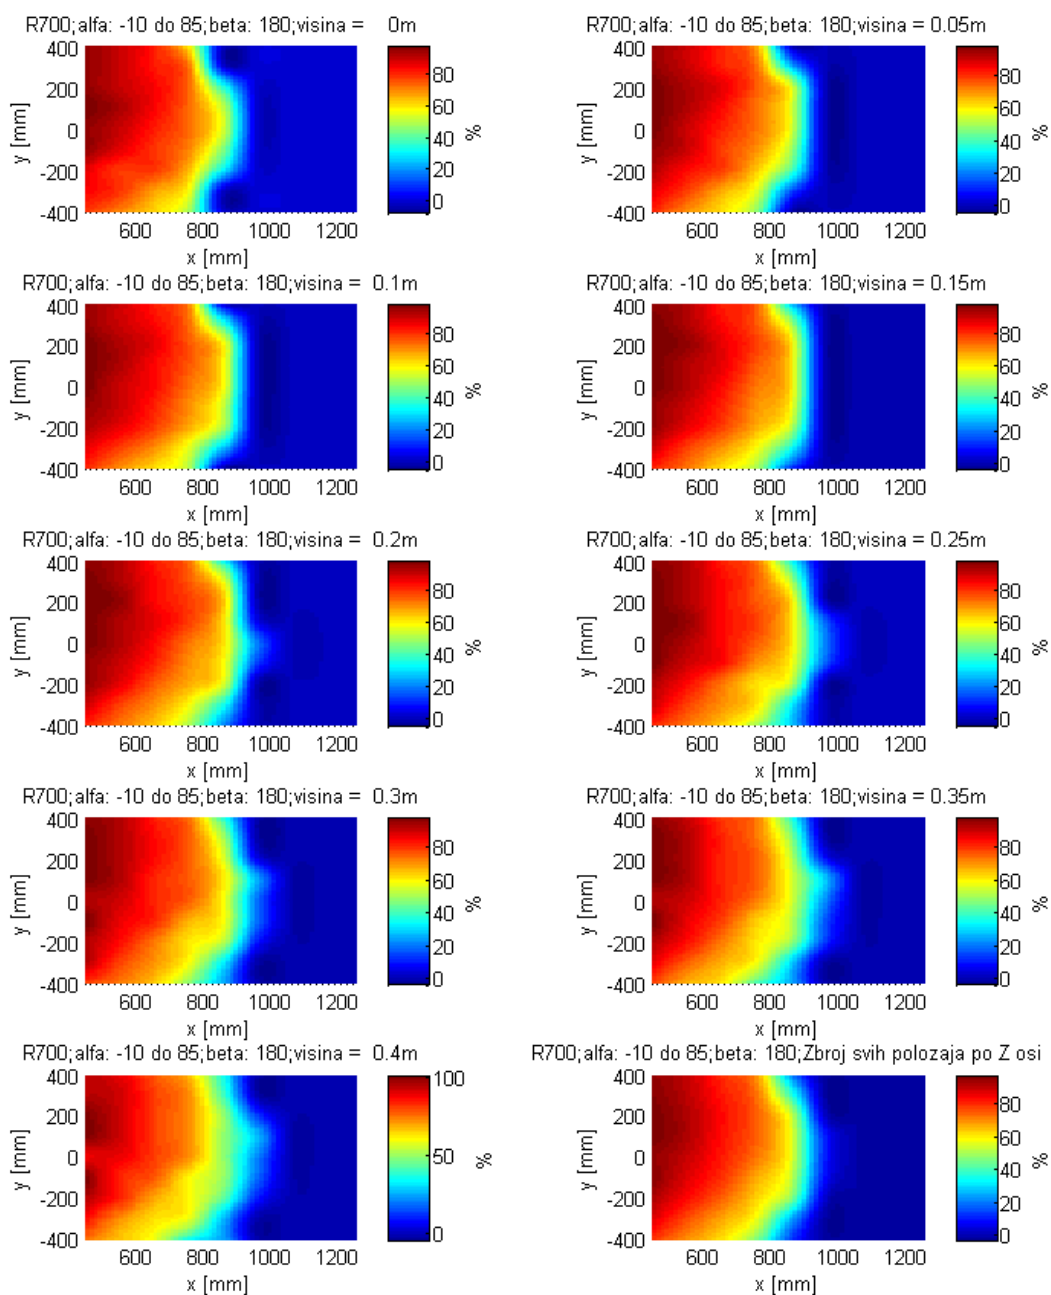 R700;alfa: -10 do 85;beta: 180;visina = 0m
400
200
0
-200
-400
y [mm]
600 800 1000 1200
x [mm]
80
60
40
20
0
%
R700;alfa: -10 do 85;beta: 180;visina = 0.05m
400
200
0
-200
-400
y [mm]
600 800 1000 1200
x [mm]
80
60
40
20
0
%
R700;alfa: -10 do 85;beta: 180;visina = 0.1m
400
200
0
-200
-400
y [mm]
600 800 1000 1200
x [mm]
80
60
40
20
0
%
R700;alfa: -10 do 85;beta: 180;visina = 0.15m
400
200
0
-200
-400
y [mm]
600 800 1000 1200
x [mm]
80
60
40
20
0
%
R700;alfa: -10 do 85;beta: 180;visina = 0.2m
400
200
0
-200
-400
y [mm]
600 800 1000 1200
x [mm]
80
60
40
20
0
%
R700;alfa: -10 do 85;beta: 180;visina = 0.25m
400
200
0
-200
-400
y [mm]
600 800 1000 1200
x [mm]
80
60
40
20
0
%
R700;alfa: -10 do 85;beta: 180;visina = 0.3m
400
200
0
-200
-400
y [mm]
600 800 1000 1200
x [mm]
80
60
40
20
0
%
R700;alfa: -10 do 85;beta: 180;visina = 0.35m
400
200
0
-200
-400
y [mm]
600 800 1000 1200
x [mm]
80
60
40
20
0
%
R700;alfa: -10 do 85;beta: 180;visina = 0.4m
400
200
0
-200
-400
y [mm]
600 800 1000 1200
x [mm]
100
50
0
%
R700;alfa: -10 do 85;beta: 180;Zbroj svih polozaja po Z osi
400
200
0
-200
-400
y [mm]
600 800 1000 1200
x [mm]
80
60
40
20
0
%